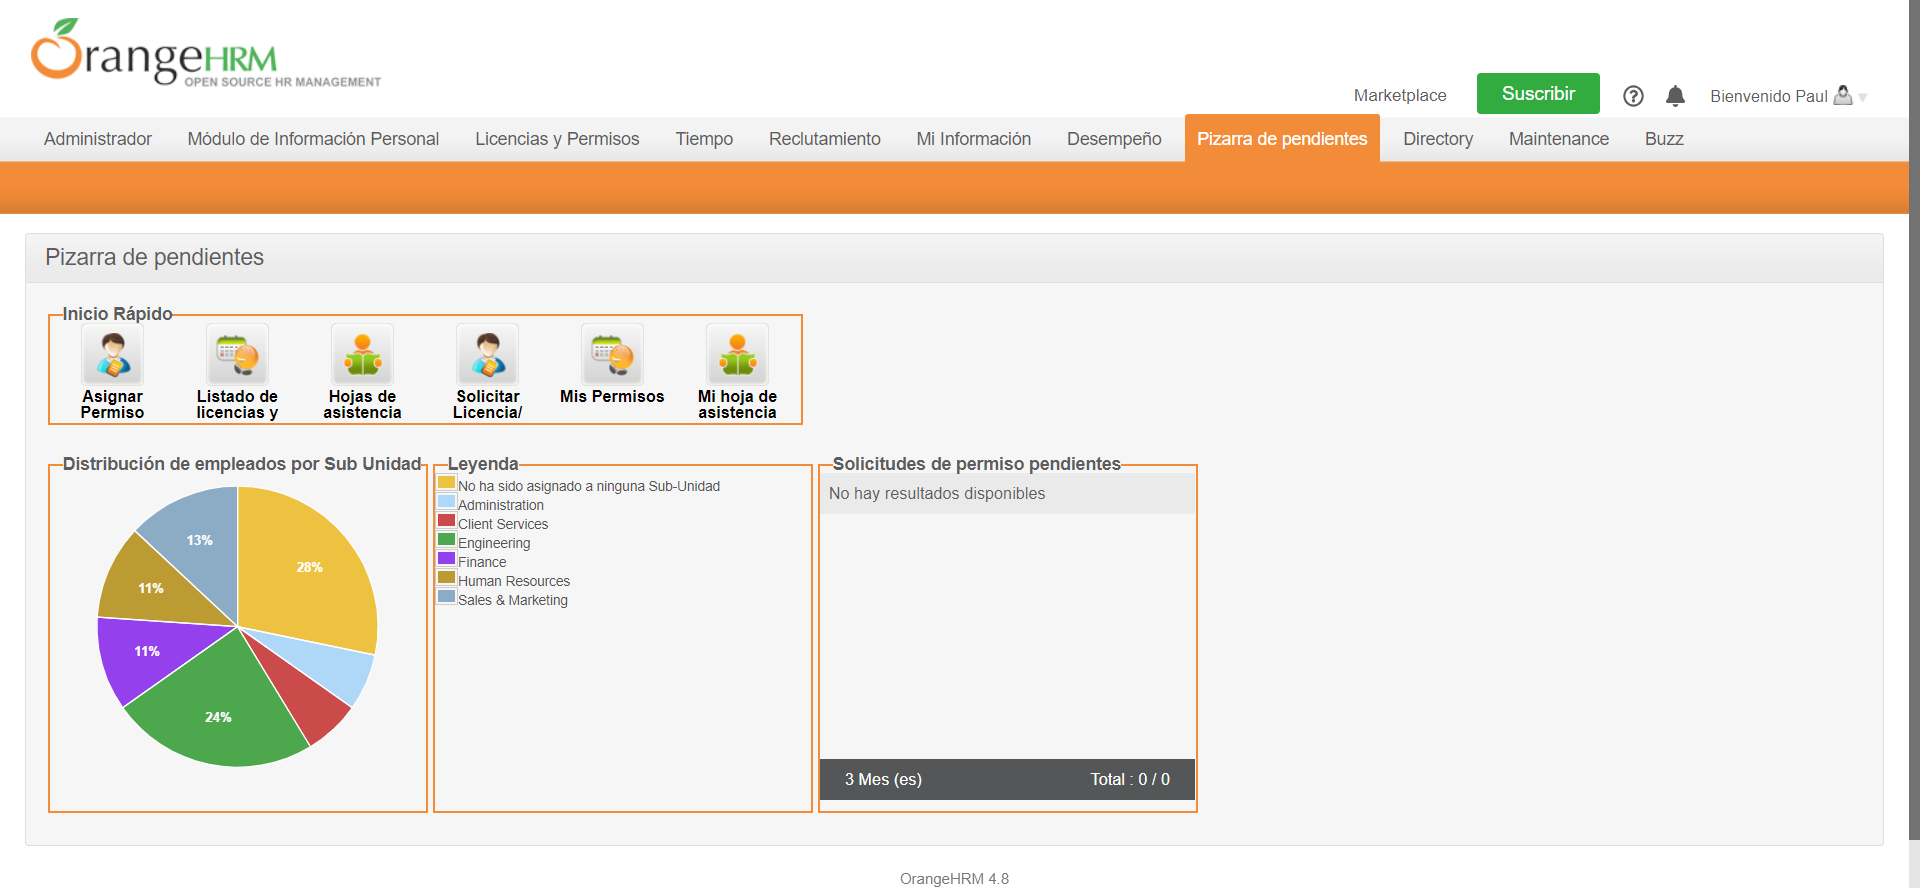 OrangeHRM
OPEN SOURCE HR MANAGEMENT
Marketplace
Suscribir
?
Bienvenido Paul
Administrador
Módulo de Información Personal
Licencias y Permisos
Tiempo
Reclutamiento
Mi Información
Desempeño
Pizarra de pendientes
Directory
Maintenance
Buzz
Pizarra de pendientes
Inicio Rápido
Asignar
Permiso
Listado de
licencias y
Hojas de
asistencia
Solicitar
Licencia/
Mis Permisos
Mi hoja de
asistencia
Distribución de empleados por Sub Unidad
13%
28%
11%
11%
24%
Leyenda
No ha sido asignado a ninguna Sub-Unidad
Administration
Client Services
Engineering
Finance
Human Resources
Sales & Marketing
Solicitudes de permiso pendientes
No hay resultados disponibles
3 Mes (es)
Total : 0 / 0
OrangeHRM 4.8